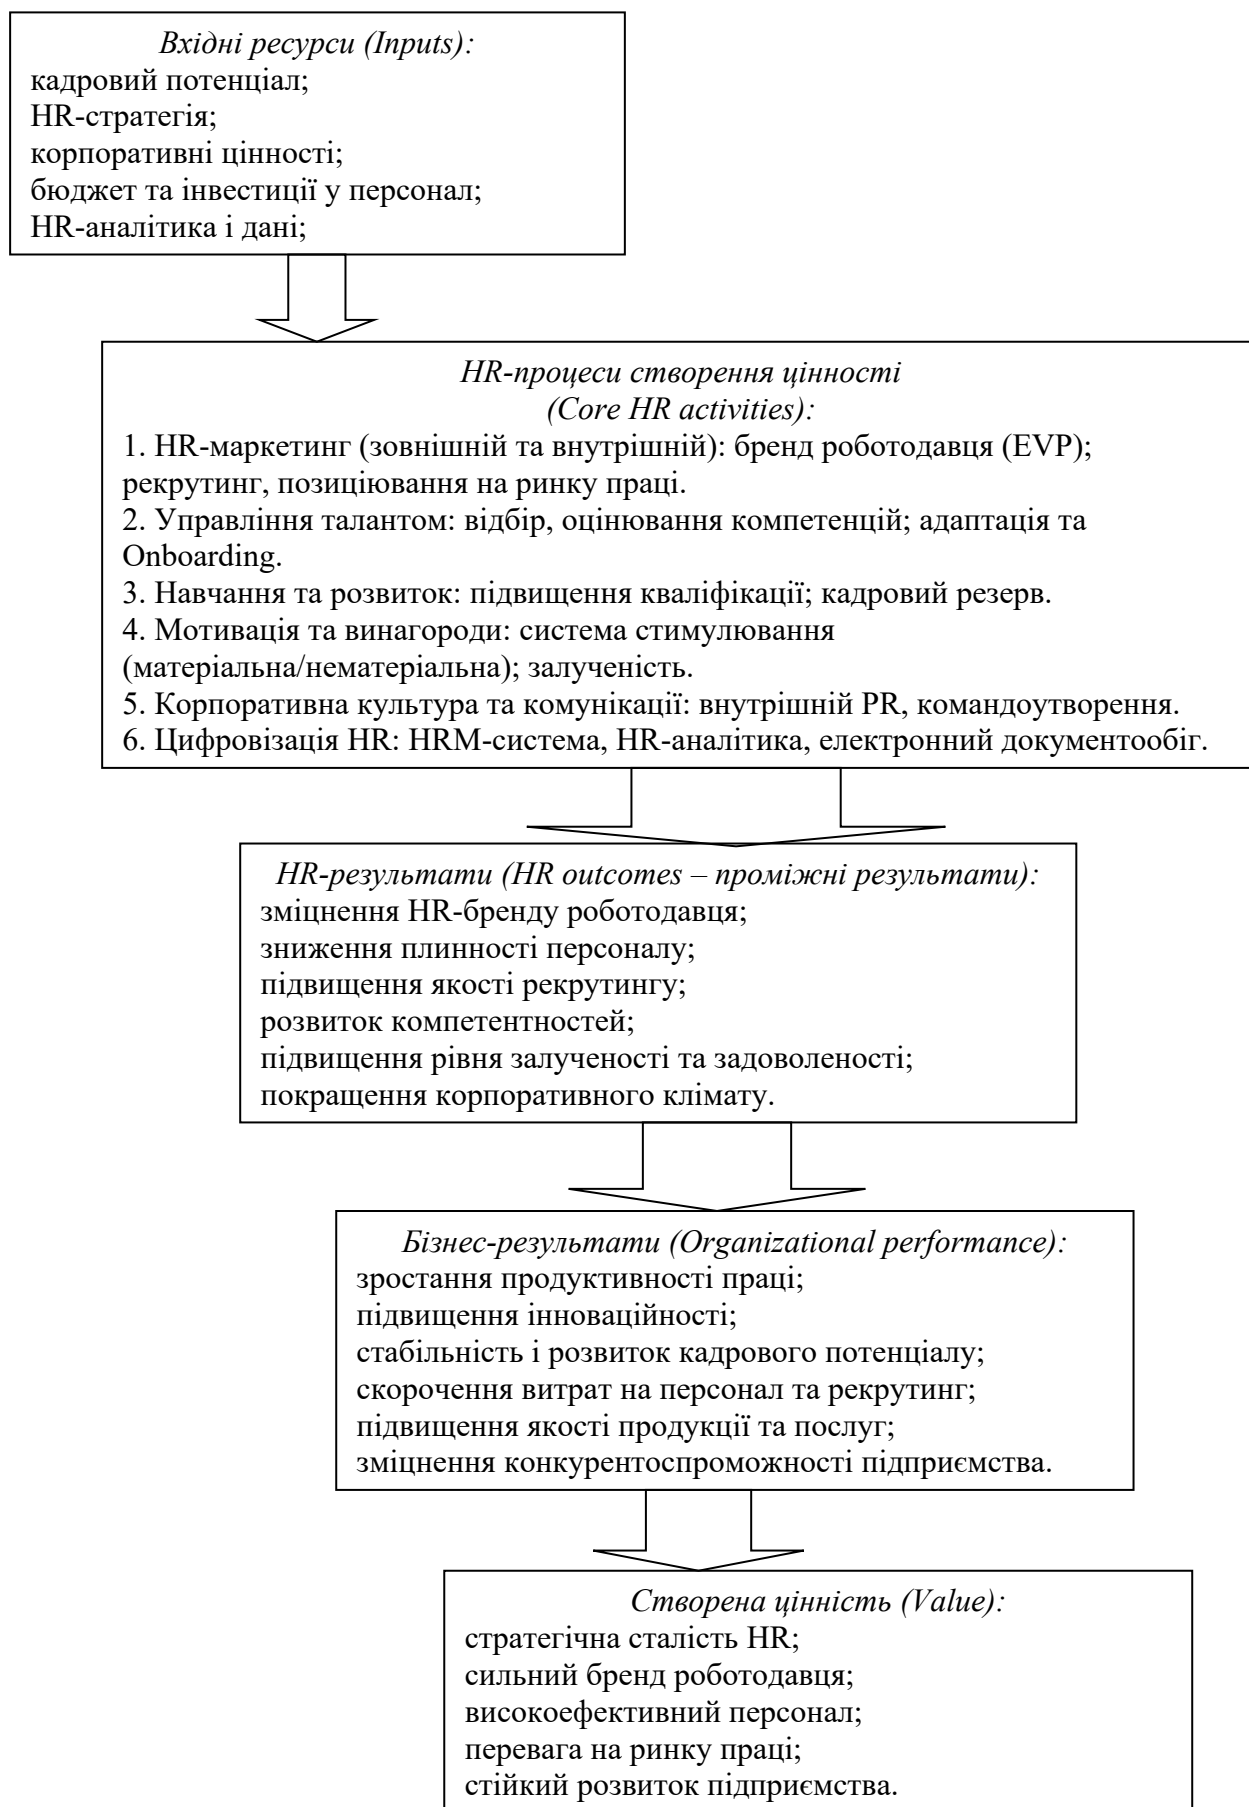 Вхідні ресурси (Inputs):
кадровий потенціал;
HR-стратегія;
корпоративні цінності;
бюджет та інвестиції у персонал;
HR-аналітика і дані;
HR-процеси створення цінності
(Core HR activities):
1. HR-маркетинг (зовнішній та внутрішній): бренд роботодавця (EVP);
рекрутинг, позиціювання на ринку праці.
2. Управління талантом: відбір, оцінювання компетенцій; адаптація та
Onboarding.
3. Навчання та розвиток: підвищення кваліфікації; кадровий резерв.
4. Мотивація та винагороди: система стимулювання
(матеріальна/нематеріальна); залученість.
5. Корпоративна культура та комунікації: внутрішній PR, командоутворення.
6. Цифровізація HR: HRM-система, HR-аналітика, електронний документообіг.
HR-результати (HR outcomes – проміжні результати):
зміцнення HR-бренду роботодавця;
зниження плинності персоналу;
підвищення якості рекрутингу;
розвиток компетентностей;
підвищення рівня залученості та задоволеності;
покращення корпоративного клімату.
Бізнес-результати (Organizational performance):
зростання продуктивності праці;
підвищення інноваційності;
стабільність і розвиток кадрового потенціалу;
скорочення витрат на персонал та рекрутинг;
підвищення якості продукції та послуг;
зміцнення конкурентоспроможності підприємства.
Створена цінність (Value):
стратегічна сталість HR;
сильний бренд роботодавця;
високоефективний персонал;
перевага на ринку праці;
стійкий розвиток підприємства.